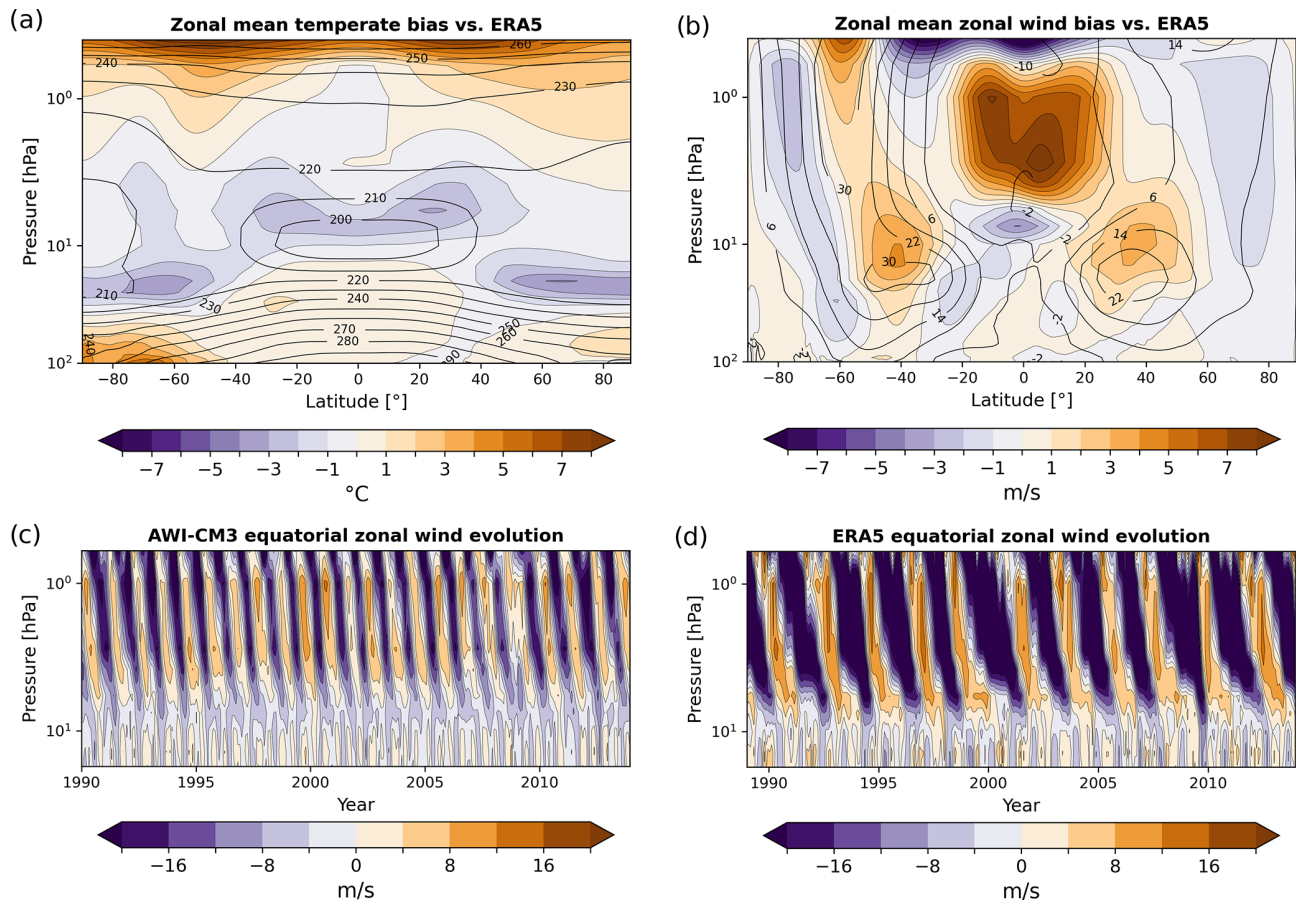 (a) Zonal mean temperate bias vs. ERA5
260
240 250
230
10⁰
220
210
200
10¹
220
210 230 240
270 250
280 260
240 290
10²
Pressure [hPa]
−80 −60 −40 −20 0 20 40 60 80
Latitude [°]
−7 −5 −3 −1 1 3 5 7
°C
(b) Zonal mean zonal wind bias vs. ERA5
14
-10
10⁰
30 6
6 -2
6 22 -2 14
10¹
30
22
14 -2
-2 -2 -2
10²
Pressure [hPa]
−80 −60 −40 −20 0 20 40 60 80
Latitude [°]
−7 −5 −3 −1 1 3 5 7
m/s
(c) AWI-CM3 equatorial zonal wind evolution
10⁰
Pressure [hPa]
10¹
1990 1995 2000 2005 2010
Year
−16 −8 0 8 16
m/s
(d) ERA5 equatorial zonal wind evolution
10⁰
Pressure [hPa]
10¹
1990 1995 2000 2005 2010
Year
−16 −8 0 8 16
m/s